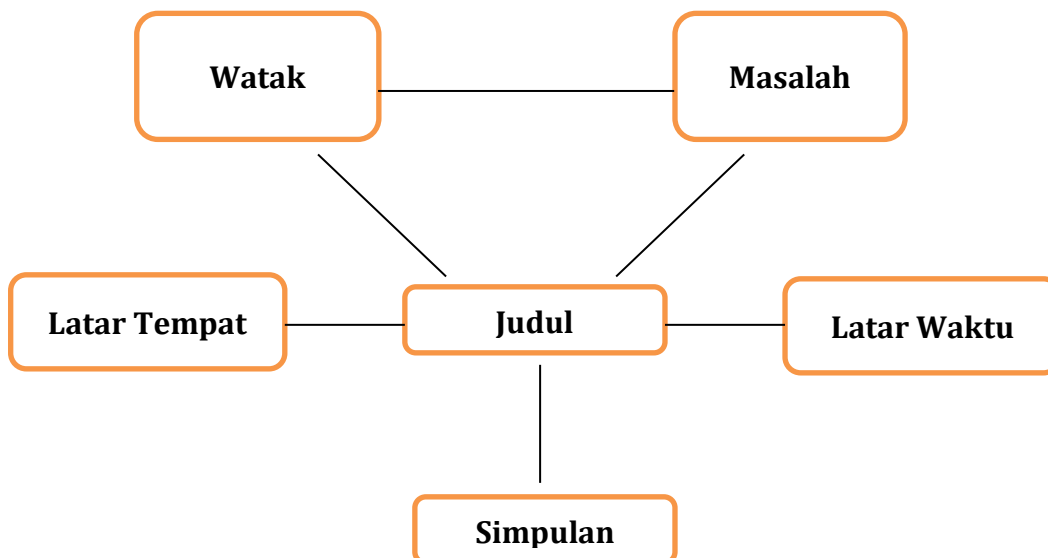 Watak
Masalah
Latar Tempat
Judul
Latar Waktu
Simpulan